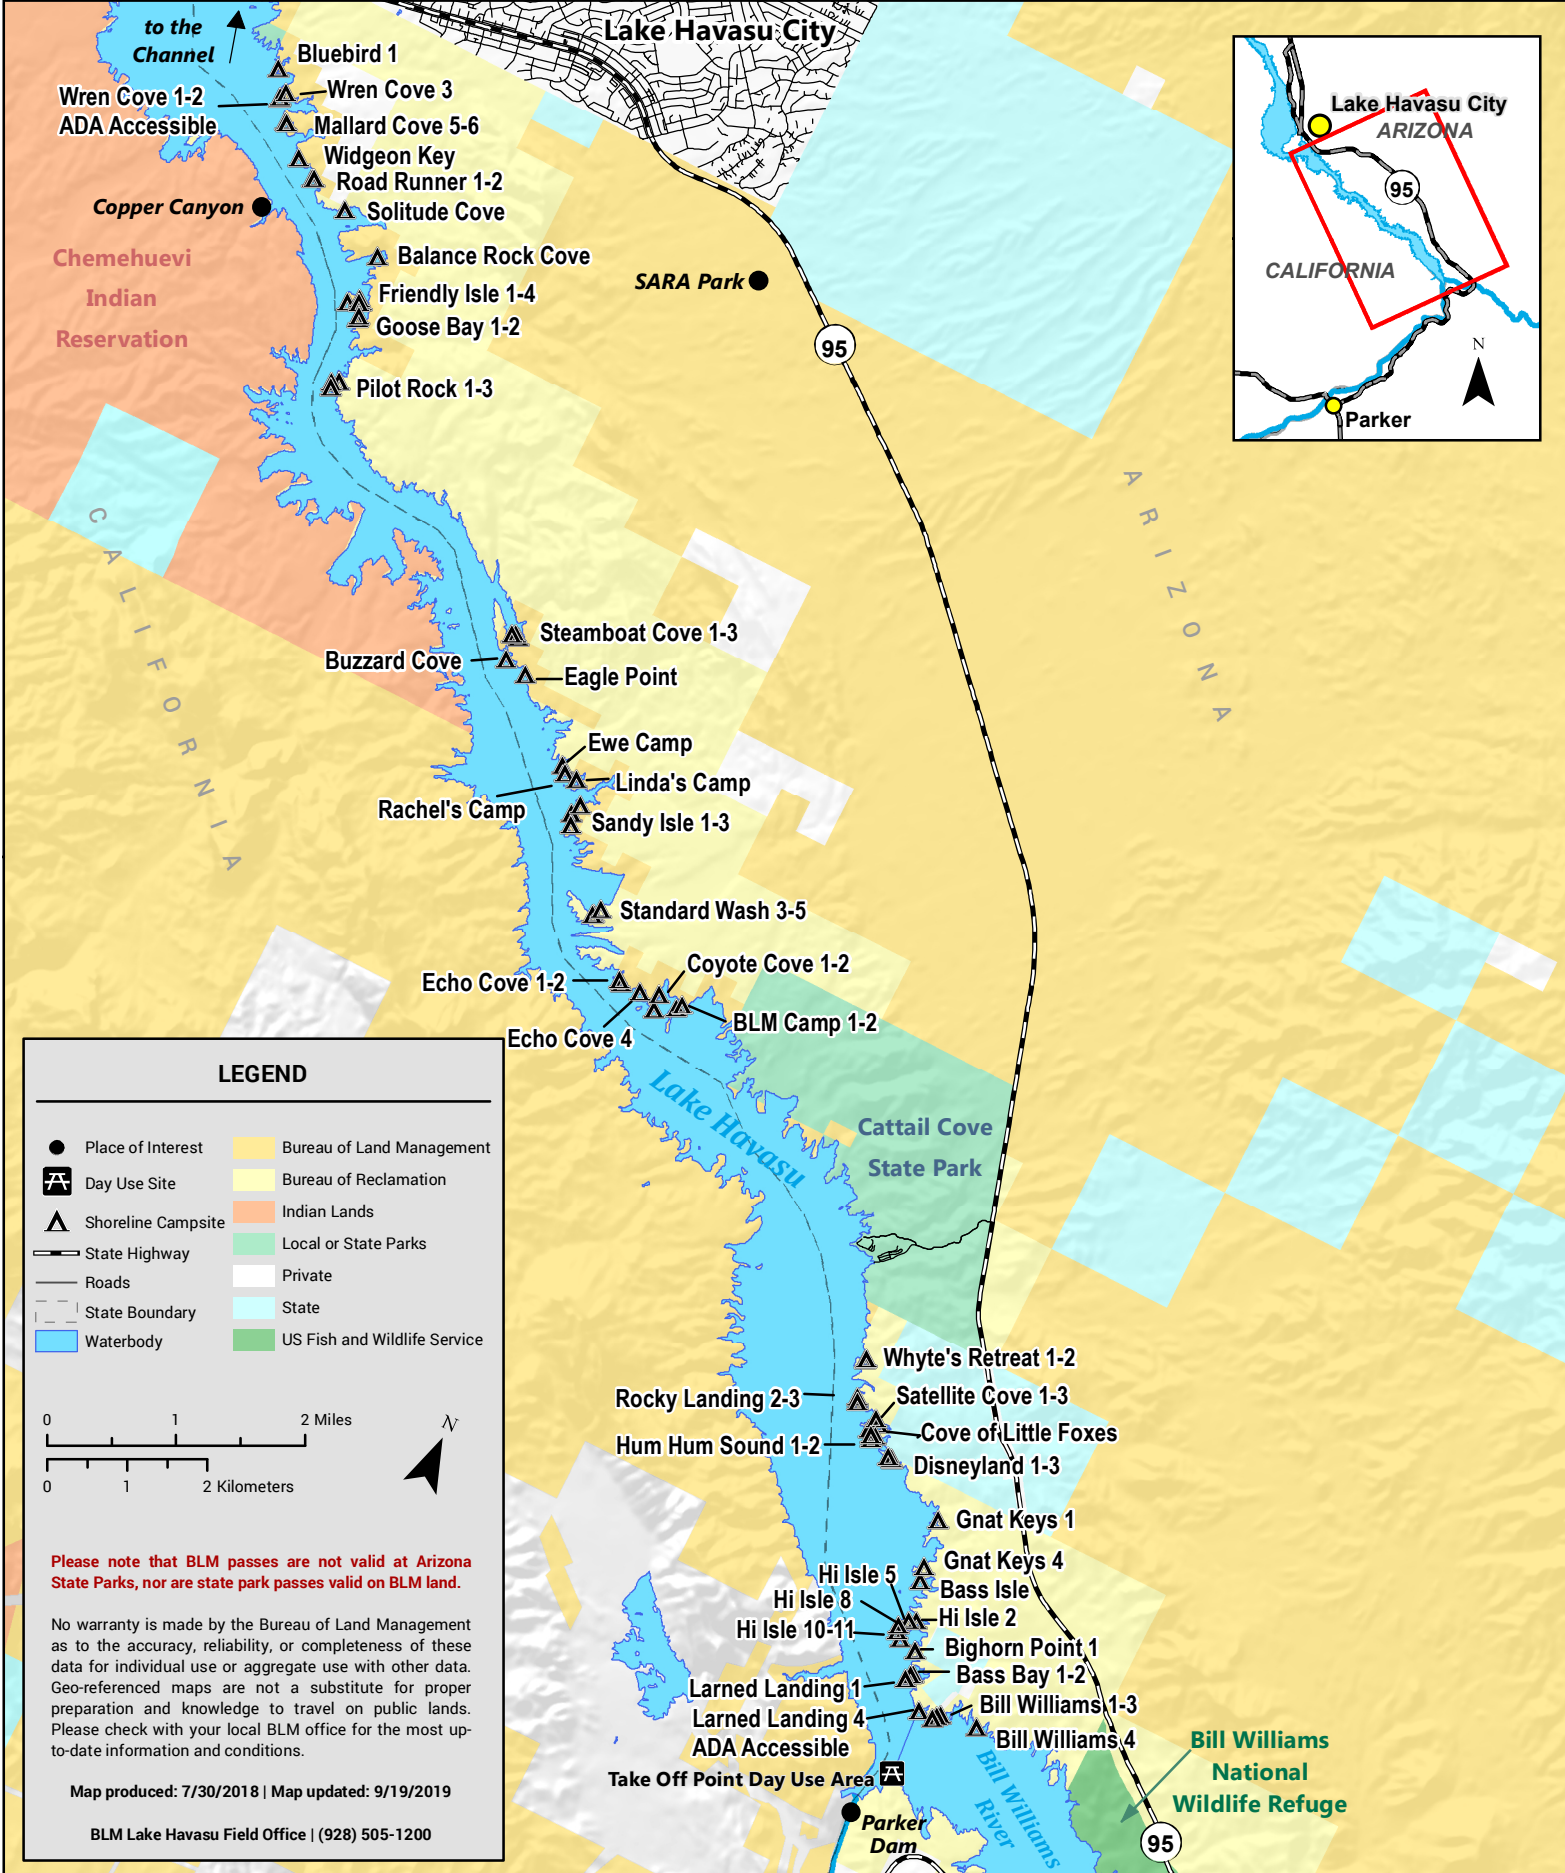 to the
Channel
Lake Havasu City
Bluebird 1
Wren Cove 1-2
ADA Accessible
Wren Cove 3
Mallard Cove 5-6
Widgeon Key
Road Runner 1-2
Copper Canyon
Solitude Cove
Chemehuevi
Indian
Reservation
Balance Rock Cove
SARA Park
Friendly Isle 1-4
Goose Bay 1-2
95
Pilot Rock 1-3
Lake Havasu City
ARIZONA
95
CALIFORNIA
N
Parker
CALIFORNIA
ARIZONA
Steamboat Cove 1-3
Buzzard Cove
Eagle Point
Ewe Camp
Linda's Camp
Rachel's Camp
Sandy Isle 1-3
Standard Wash 3-5
Coyote Cove 1-2
Echo Cove 1-2
BLM Camp 1-2
Echo Cove 4
Lake Havasu
Cattail Cove
State Park
Whyte's Retreat 1-2
Rocky Landing 2-3
Satellite Cove 1-3
Cove of Little Foxes
Hum Hum Sound 1-2
Disneyland 1-3
Gnat Keys 1
Gnat Keys 4
Hi Isle 5
Bass Isle
Hi Isle 8
Hi Isle 2
Hi Isle 10-11
Bighorn Point 1
Bass Bay 1-2
Larned Landing 1
Bill Williams 1-3
Larned Landing 4
ADA Accessible
Bill Williams 4
Bill Williams
National
Wildlife Refuge
Take Off Point Day Use Area
Bill Williams
River
Parker
Dam
95
LEGEND
Place of Interest
Day Use Site
Shoreline Campsite
State Highway
Roads
State Boundary
Waterbody
Bureau of Land Management
Bureau of Reclamation
Indian Lands
Local or State Parks
Private
State
US Fish and Wildlife Service
0 1 2 Miles
0 1 2 Kilometers
N
Please note that BLM passes are not valid at Arizona
State Parks, nor are state park passes valid on BLM land.
No warranty is made by the Bureau of Land Management
as to the accuracy, reliability, or completeness of these
data for individual use or aggregate use with other data.
Geo-referenced maps are not a substitute for proper
preparation and knowledge to travel on public lands.
Please check with your local BLM office for the most up-
to-date information and conditions.
Map produced: 7/30/2018 | Map updated: 9/19/2019
BLM Lake Havasu Field Office | (928) 505-1200